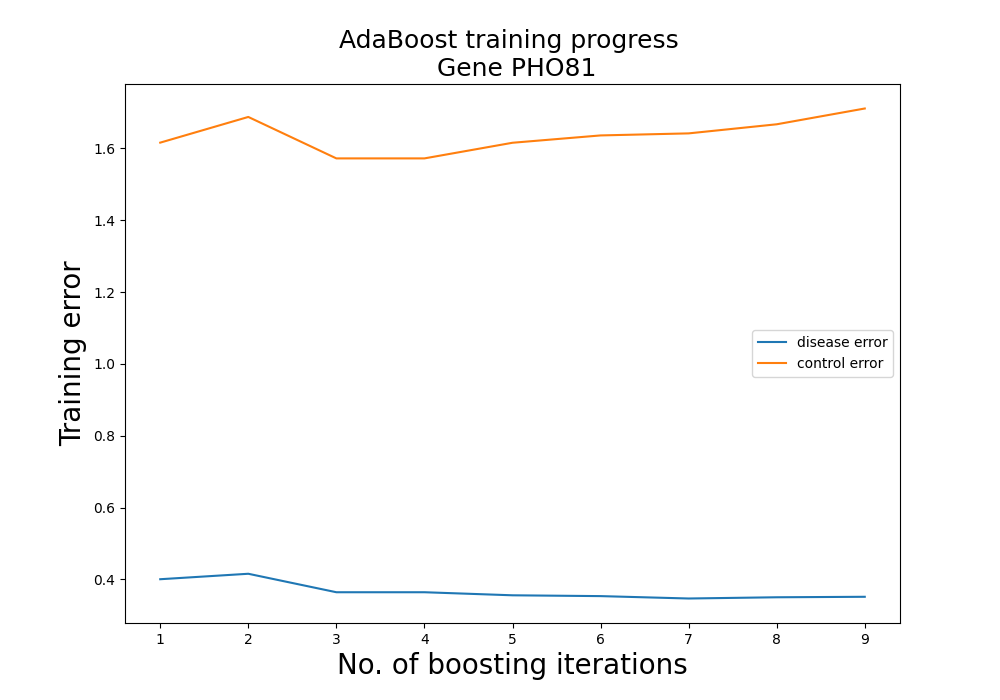 AdaBoost training progress
Gene PHO81
Training error
1.6
1.4
1.2
1.0
0.8
0.6
0.4
disease error
control error
1 2 3 4 5 6 7 8 9
No. of boosting iterations